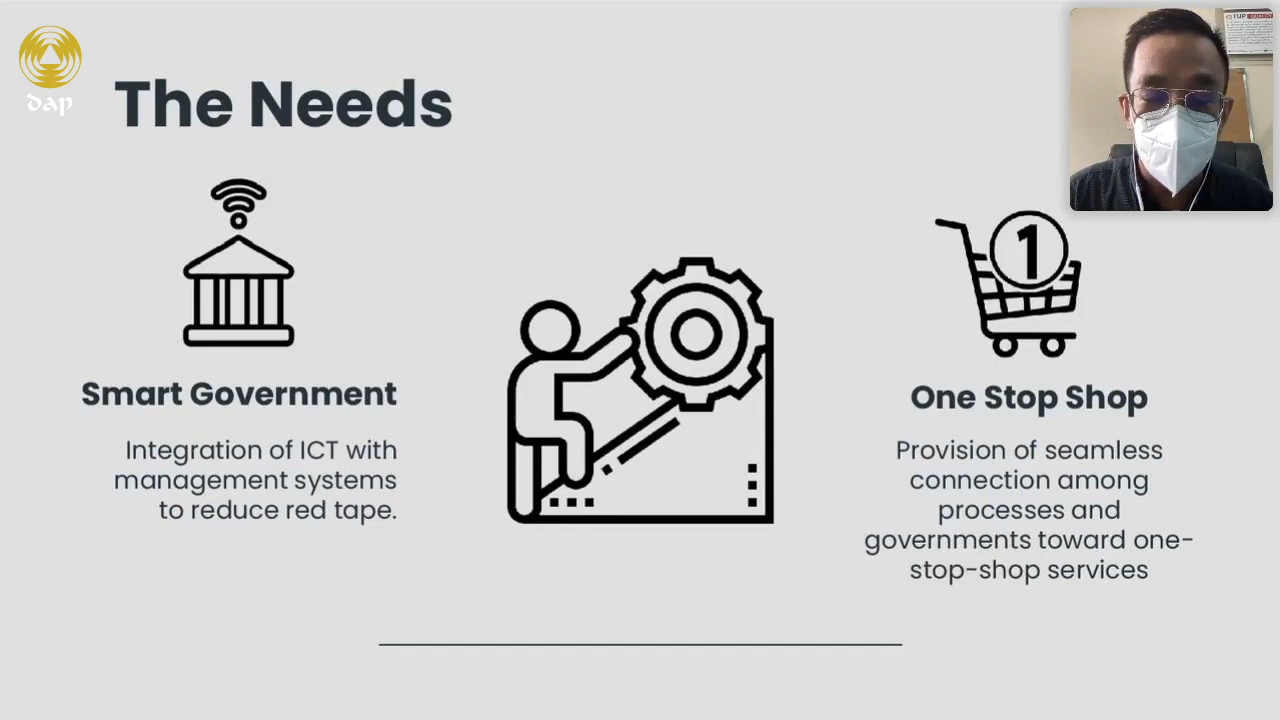 dap
The Needs
1
Smart Government
Integration of ICT with
management systems
to reduce red tape.
One Stop Shop
Provision of seamless
connection among
processes and
governments toward one-
stop-shop services